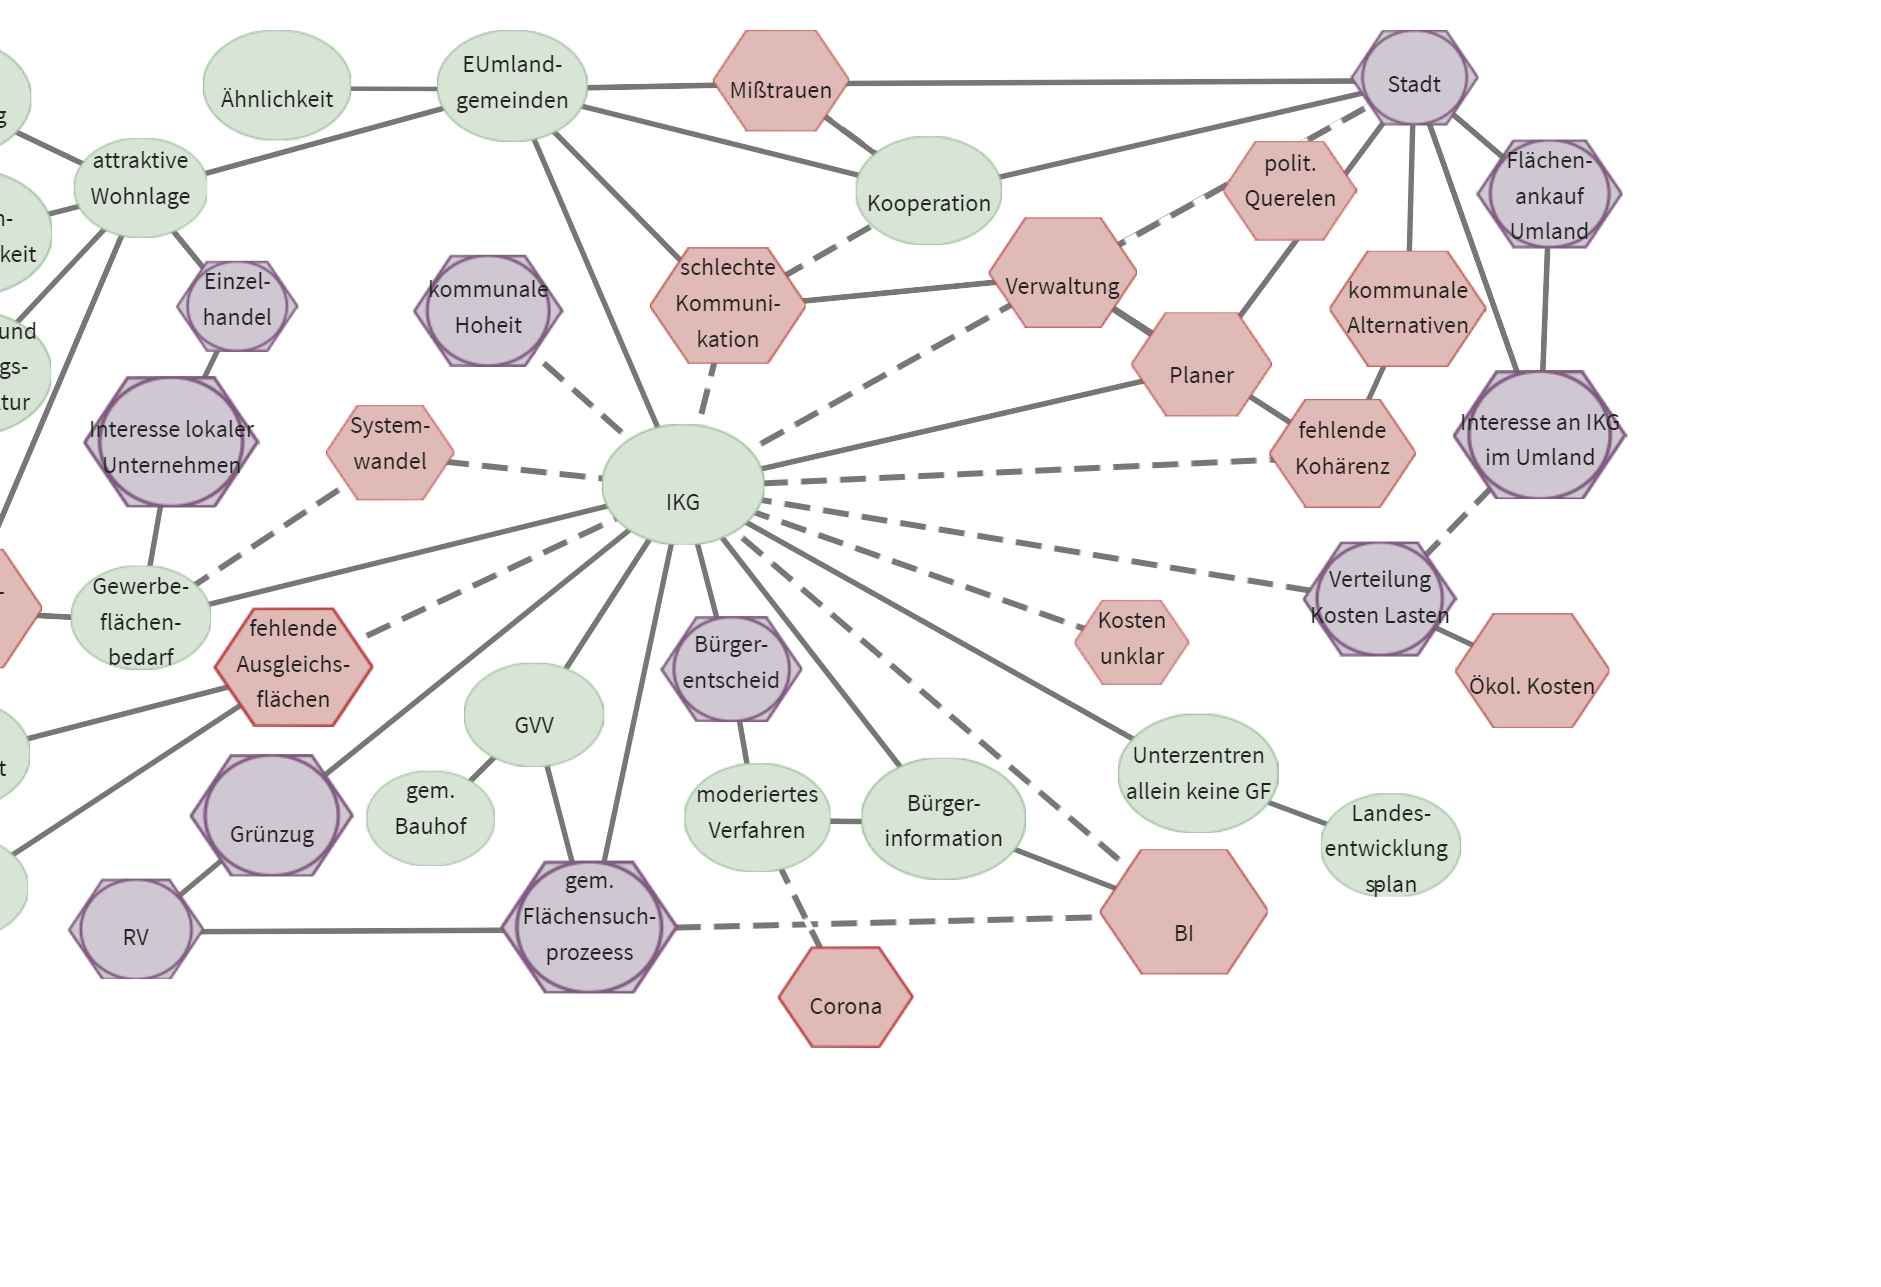 EUmland-
gemeinden
Ähnlichkeit
Mißtrauen
Stadt
g
attraktive
Wohnlage
Kooperation
polit.
Querelen
Flächen-
ankauf
Umland
n-
keit
Einzel-
handel
kommunale
Hoheit
schlechte
Kommuni-
kation
Verwaltung
kommunale
Alternativen
und
gs-
tur
Planer
Interesse lokaler
Unternehmen
System-
wandel
IKG
fehlende
Kohärenz
Interesse an IKG
im Umland
-
Gewerbe-
flächen-
bedarf
fehlende
Ausgleichs-
flächen
Bürger-
entscheid
Kosten
unklar
Verteilung
Kosten Lasten
Ökol. Kosten
GVV
t
Grünzug
gem.
Bauhof
moderiertes
Verfahren
Bürger-
information
Unterzentren
allein keine GF
Landes-
entwicklung
splan
RV
gem.
Flächensuch-
prozeess
BI
Corona